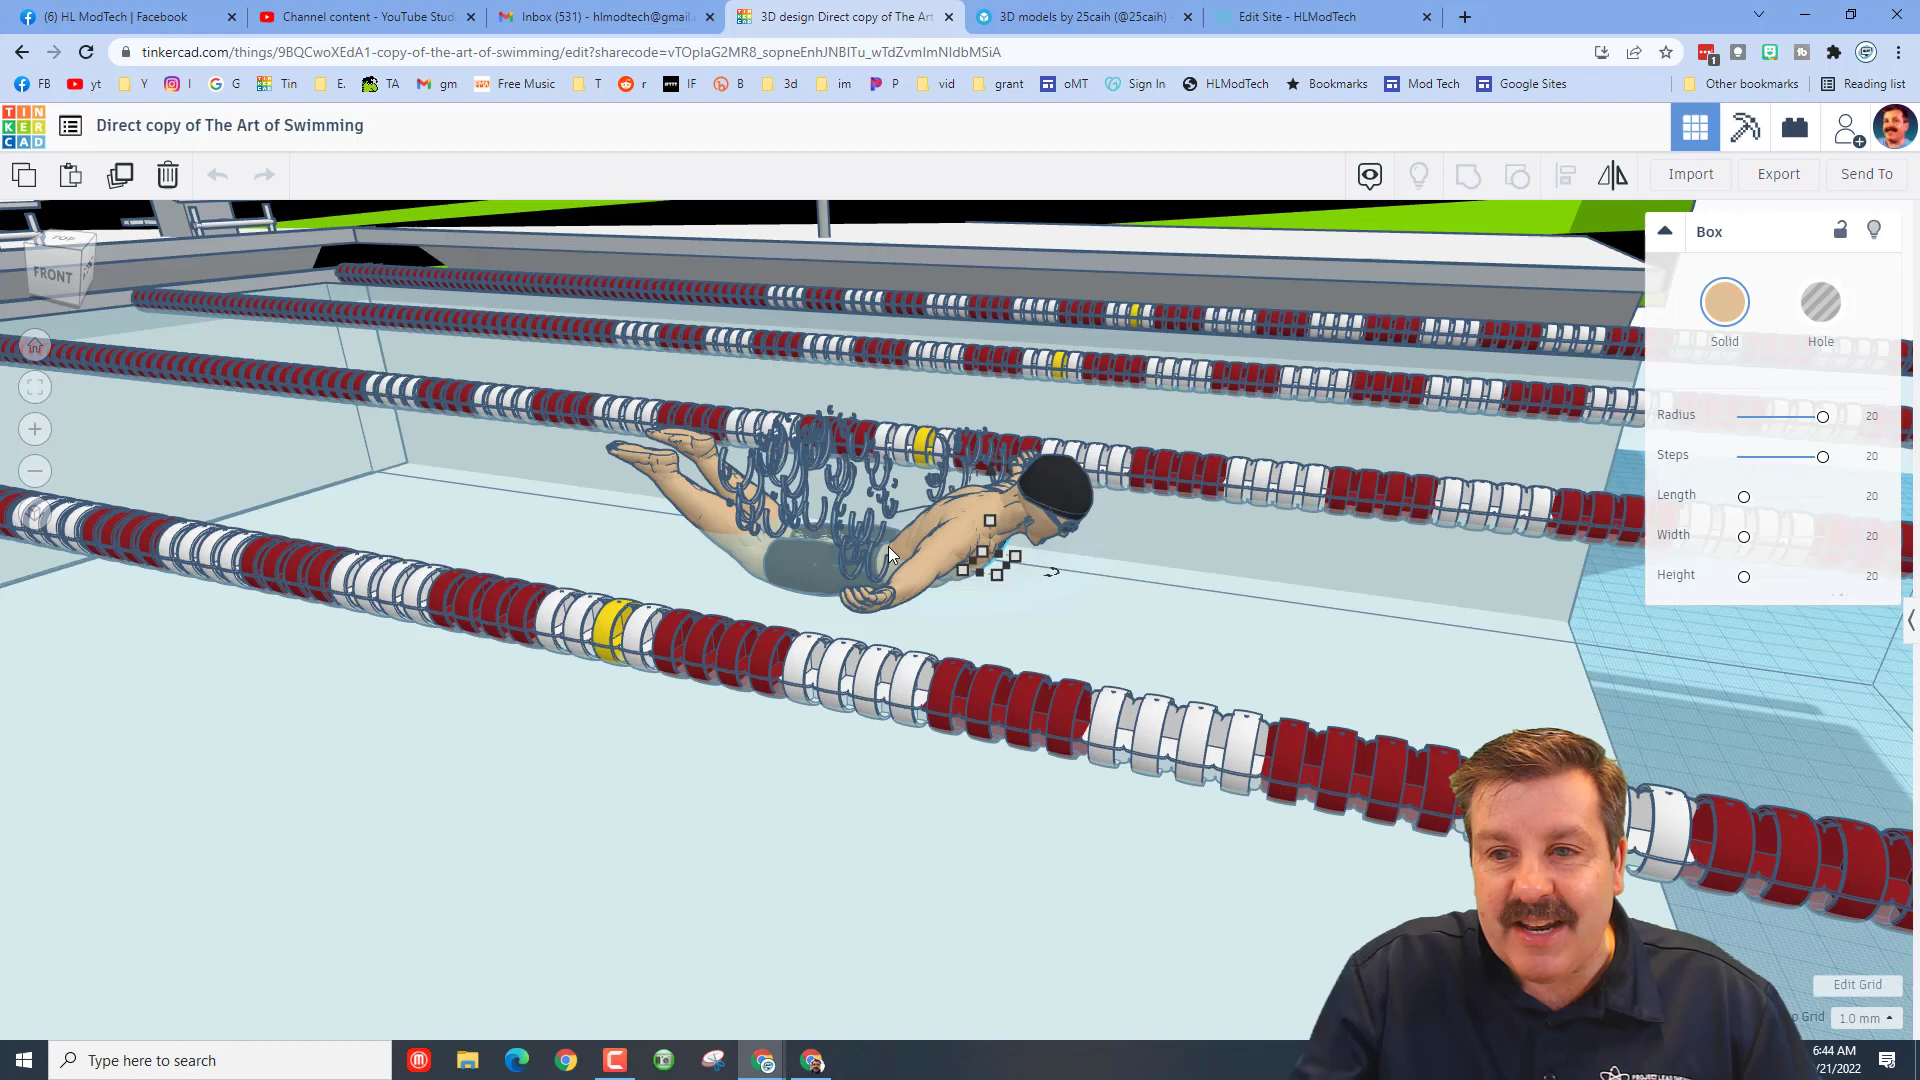 (6) HL ModTech | Facebook
Channel content - YouTube Stud
Inbox (531) - hlmodtech@gmail.
3D design Direct copy of The Art
3D models by 25caih (@25caih) -
Edit Site - HLModTech
tinkercad.com/things/9BQCwoXEdA1-copy-of-the-art-of-swimming/edit?sharecode=vTOplaG2MR8_sopneEnhJNBITu_wTdZvmImNIdbMSiA
1
FB
yt
Y
I
G
Tin
E.
TA
gm
Free Music
T
r
IF
B
3d
im
P
vid
grant
oMT
Sign In
HLModTech
Bookmarks
Mod Tech
Google Sites
Other bookmarks
Reading list
TIN
KER
CAD
Direct copy of The Art of Swimming
Import
Export
Send To
TOP
FRONT
Box
Solid
Hole
Radius 20
Steps 20
Length 20
Width 20
Height 20
Edit Grid
Grid 1.0 mm
Type here to search
6:44 AM
/21/2022